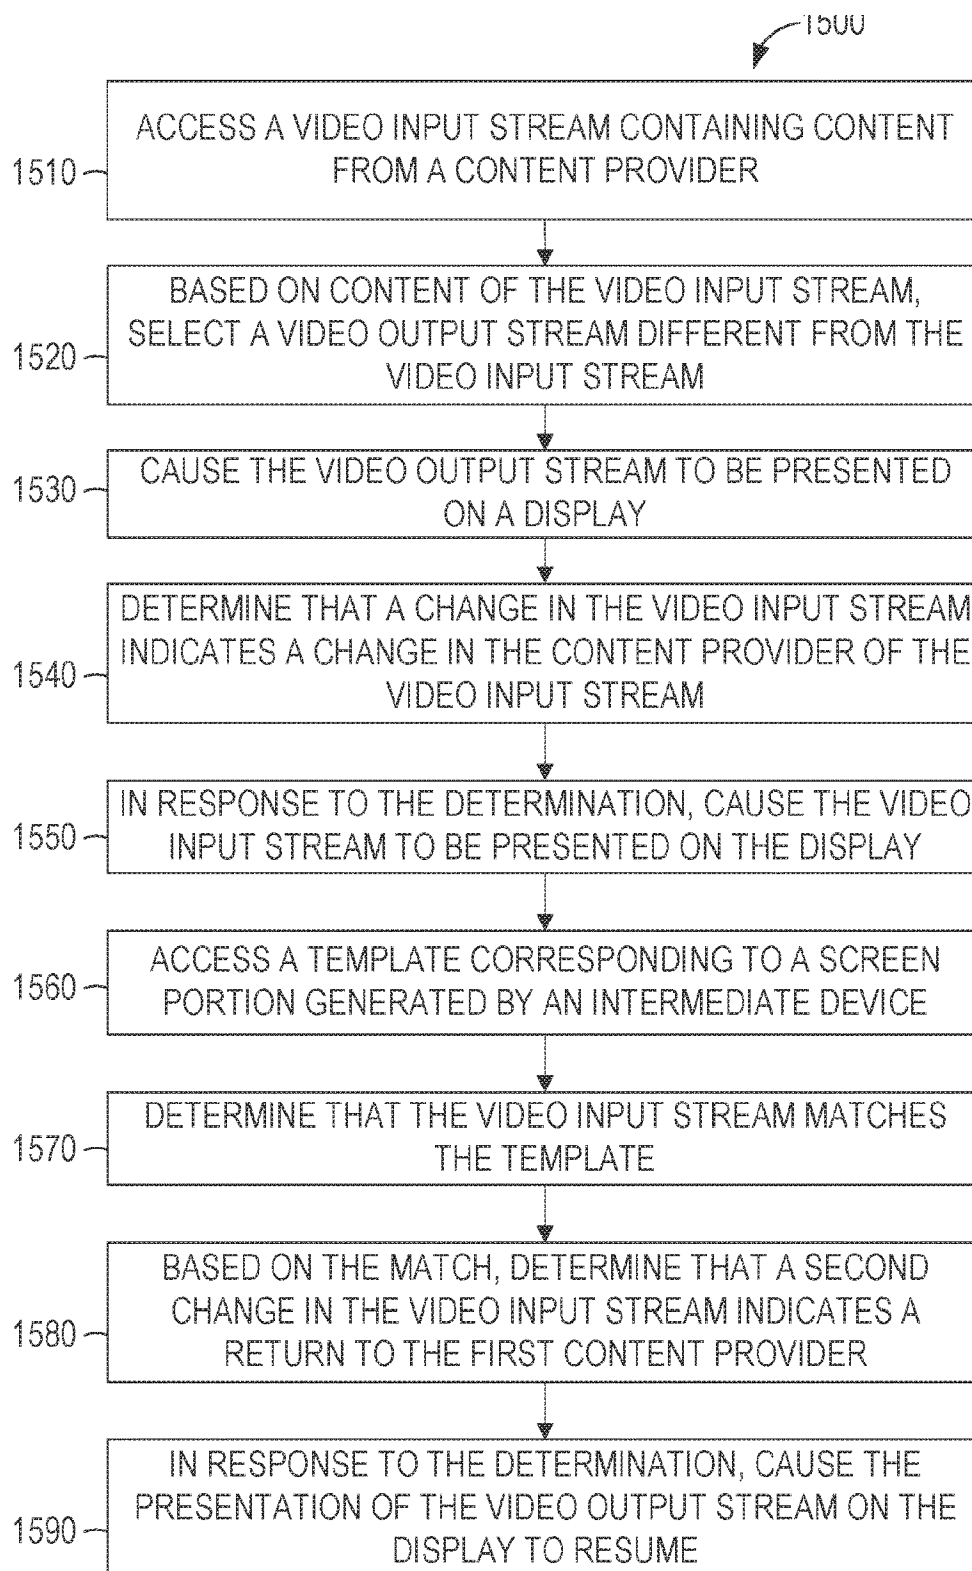 1500
ACCESS A VIDEO INPUT STREAM CONTAINING CONTENT
FROM A CONTENT PROVIDER
1510
BASED ON CONTENT OF THE VIDEO INPUT STREAM,
SELECT A VIDEO OUTPUT STREAM DIFFERENT FROM THE
VIDEO INPUT STREAM
1520
CAUSE THE VIDEO OUTPUT STREAM TO BE PRESENTED
ON A DISPLAY
1530
DETERMINE THAT A CHANGE IN THE VIDEO INPUT STREAM
INDICATES A CHANGE IN THE CONTENT PROVIDER OF THE
VIDEO INPUT STREAM
1540
IN RESPONSE TO THE DETERMINATION, CAUSE THE VIDEO
INPUT STREAM TO BE PRESENTED ON THE DISPLAY
1550
ACCESS A TEMPLATE CORRESPONDING TO A SCREEN
PORTION GENERATED BY AN INTERMEDIATE DEVICE
1560
DETERMINE THAT THE VIDEO INPUT STREAM MATCHES
THE TEMPLATE
1570
BASED ON THE MATCH, DETERMINE THAT A SECOND
CHANGE IN THE VIDEO INPUT STREAM INDICATES A
RETURN TO THE FIRST CONTENT PROVIDER
1580
IN RESPONSE TO THE DETERMINATION, CAUSE THE
PRESENTATION OF THE VIDEO OUTPUT STREAM ON THE
DISPLAY TO RESUME
1590